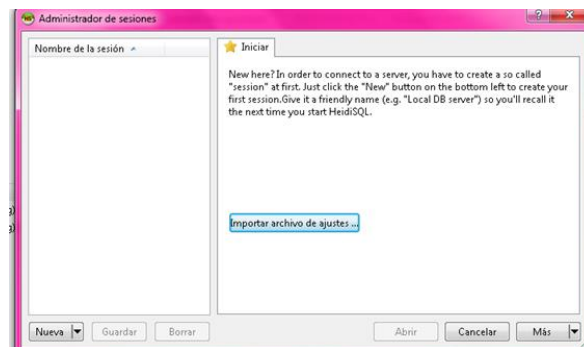 Administrador de sesiones
Nombre de la sesión
Iniciar
New here? In order to connect to a server, you have to create a so called
"session" at first. Just click the "New" button on the bottom left to create your
first session.Give it a friendly name (e.g. "Local DB server") so you'll recall it
the next time you start HeidiSQL.
Importar archivo de ajustes ...
Nueva Guardar Borrar Abrir Cancelar Más